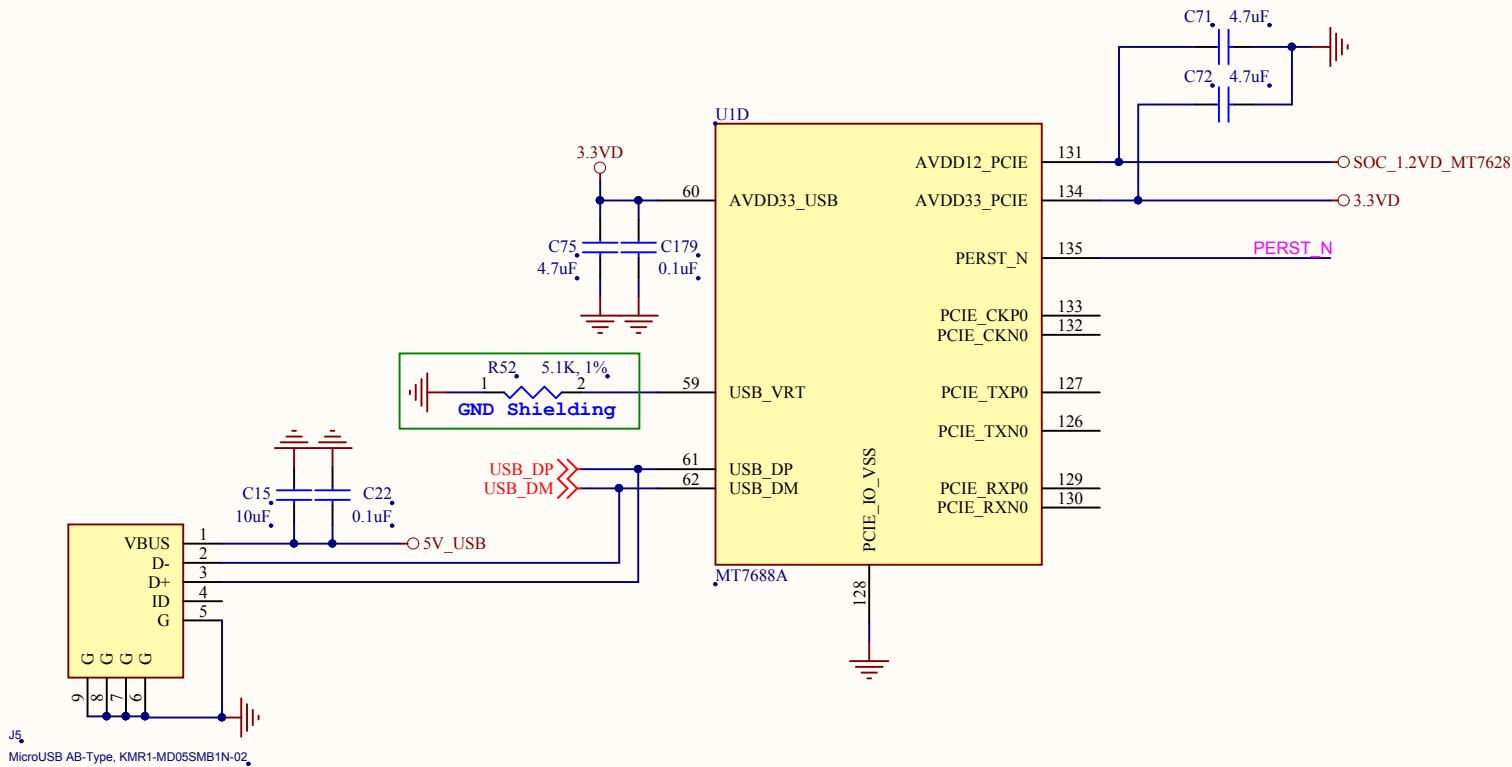 C71 4.7uF
C72 4.7uF
U1D
3.3VD
131
AVDD12_PCIE
SOC_1.2VD_MT7628
60
AVDD33_USB
134
AVDD33_PCIE
3.3VD
C75
4.7uF
C179
0.1uF
135
PERST_N
PERST_N
133
PCIE_CKP0
132
PCIE_CKN0
R52 5.1K, 1%
1 2
GND Shielding
59
USB_VRT
127
PCIE_TXP0
126
PCIE_TXN0
USB_DP
61
USB_DP
USB_DM
62
USB_DM
129
PCIE_RXP0
130
PCIE_RXN0
PCIE_IO_VSS
128
MT7688A
C15
10uF
C22
0.1uF
VBUS 1
5V_USB
D- 2
D+ 3
ID 4
G 5
G G G G
9 8 7 6
J5
MicroUSB AB-Type, KMR1-MD05SMB1N-02